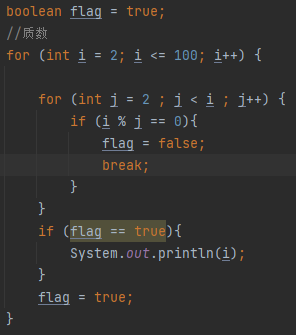 boolean flag = true;
//质数
for (int i = 2; i <= 100; i++) {
for (int j = 2 ; j < i ; j++) {
if (i % j == 0){
flag = false;
break;
}
}
if (flag == true){
System.out.println(i);
}
flag = true;
}